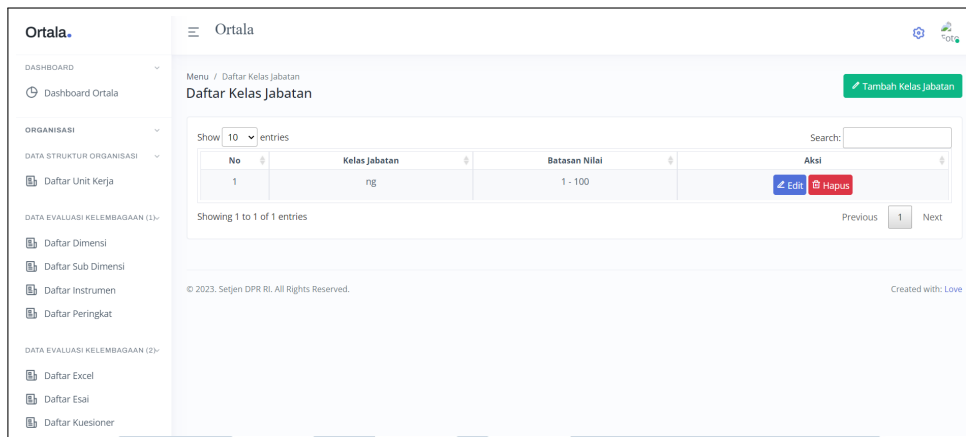 Ortala.
DASHBOARD
Dashboard Ortala
ORGANISASI
DATA STRUKTUR ORGANISASI
Daftar Unit Kerja
DATA EVALUASI KELEMBAGAAN (1)
Daftar Dimensi
Daftar Sub Dimensi
Daftar Instrumen
Daftar Peringkat
DATA EVALUASI KELEMBAGAAN (2)
Daftar Excel
Daftar Esai
Daftar Kuesioner
Ortala
Menu / Daftar Kelas Jabatan
Daftar Kelas Jabatan
Tambah Kelas Jabatan
Show 10 entries
Search:
No Kelas Jabatan Batasan Nilai Aksi
1 ng 1 - 100 Edit Hapus
Showing 1 to 1 of 1 entries
Previous 1 Next
© 2023. Setjen DPR RI. All Rights Reserved.
Created with: Love